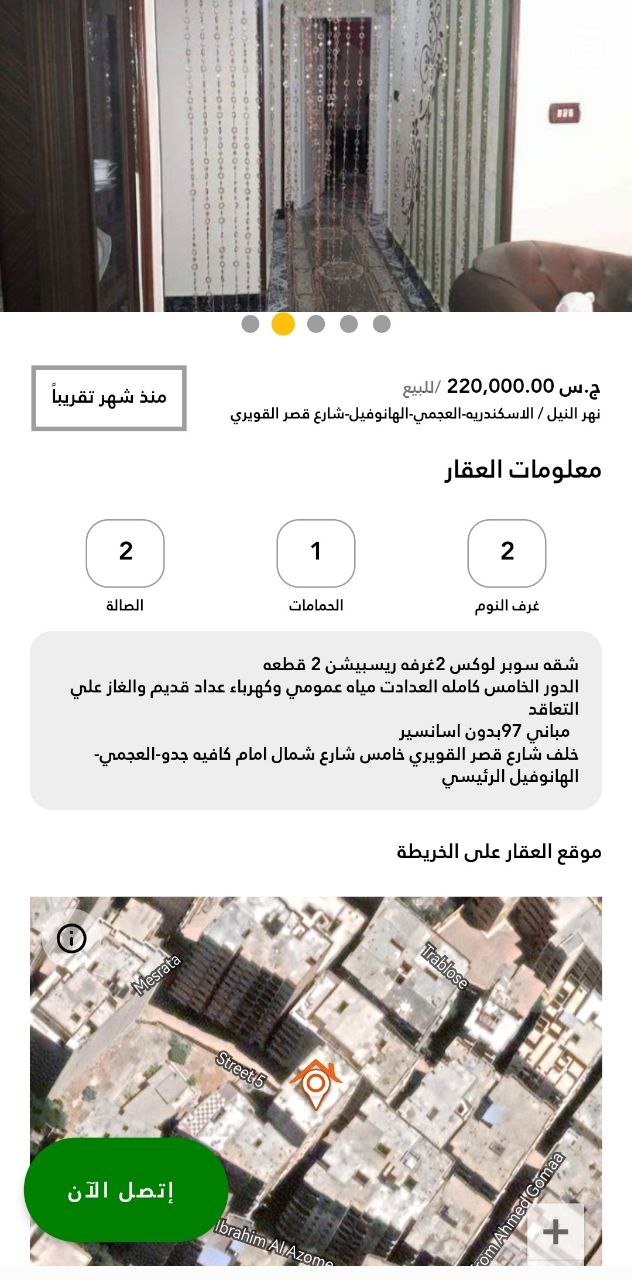 ج.س 220,000.00 /للبيع
منذ شهر تقريباً
نهر النيل / الاسكندريه-العجمي-الهانوفيل-شارع قصر القويري
معلومات العقار
2
1
2
غرف النوم
الحمامات
الصالة
شقه سوبر لوكس 2غرفه ريسبيشن 2 قطعه
الدور الخامس كامله العدادت مياه عمومي وكهرباء عداد قديم والغاز علي
التعاقد
مباني 97بدون اسانسير
خلف شارع قصر القويري خامس شارع شمال امام كافيه جدو-العجمي-
الهانوفيل الرئيسي
موقع العقار على الخريطة
Mesrata
Trablose
Street 5
إتصل الآن
Ibrahim Al Azome
rom Ahmed Gomaa
+